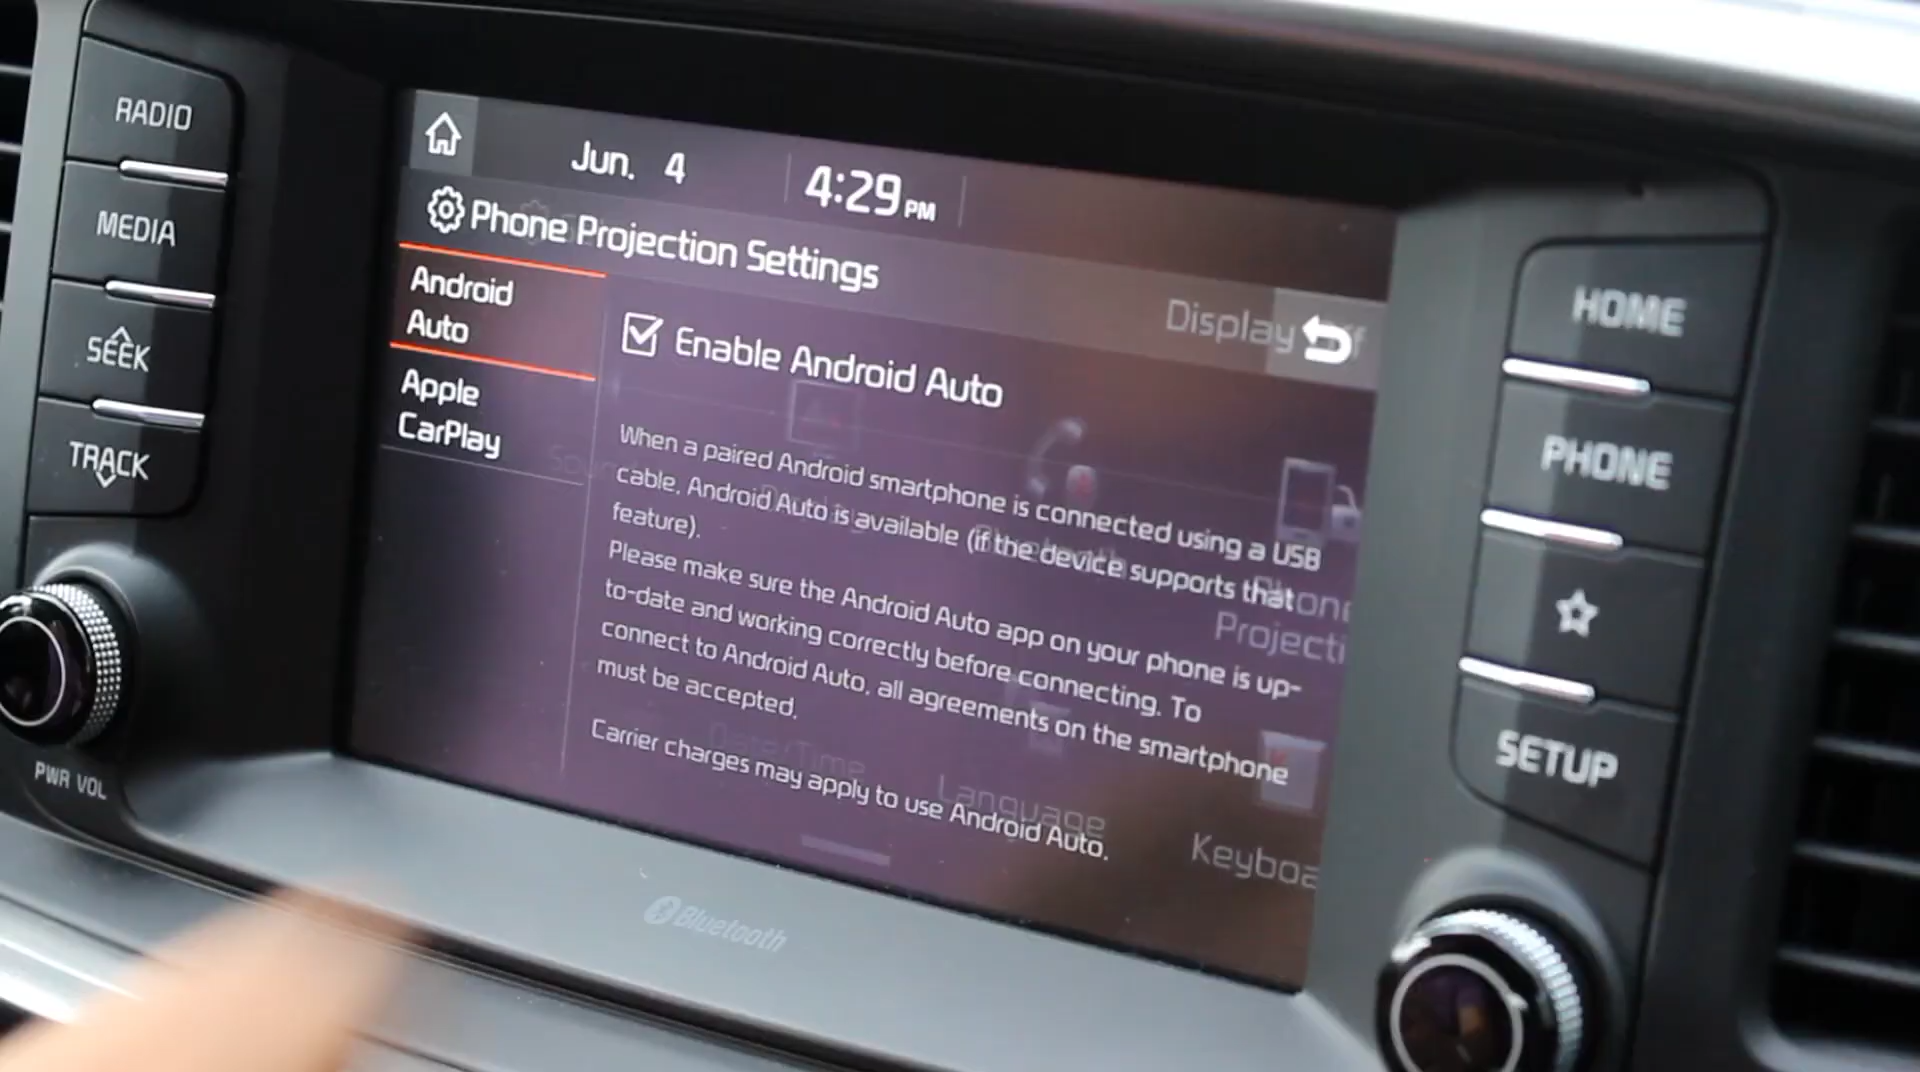 RADIO
MEDIA
SEEK
TRACK
PWR VOL
Jun. 4
4:29 PM
Phone Projection Settings
Display
Android
Auto
Apple
CarPlay
Enable Android Auto
When a paired Android smartphone is connected using a USB
cable, Android Auto is available (if the device supports that
feature).
Please make sure the Android Auto app on your phone is up-
to-date and working correctly before connecting. To
connect to Android Auto, all agreements on the smartphone
must be accepted.
Carrier charges may apply to use Android Auto.
Projecti
Date/Time
Language
Keyboa
Bluetooth
HOME
PHONE
SETUP